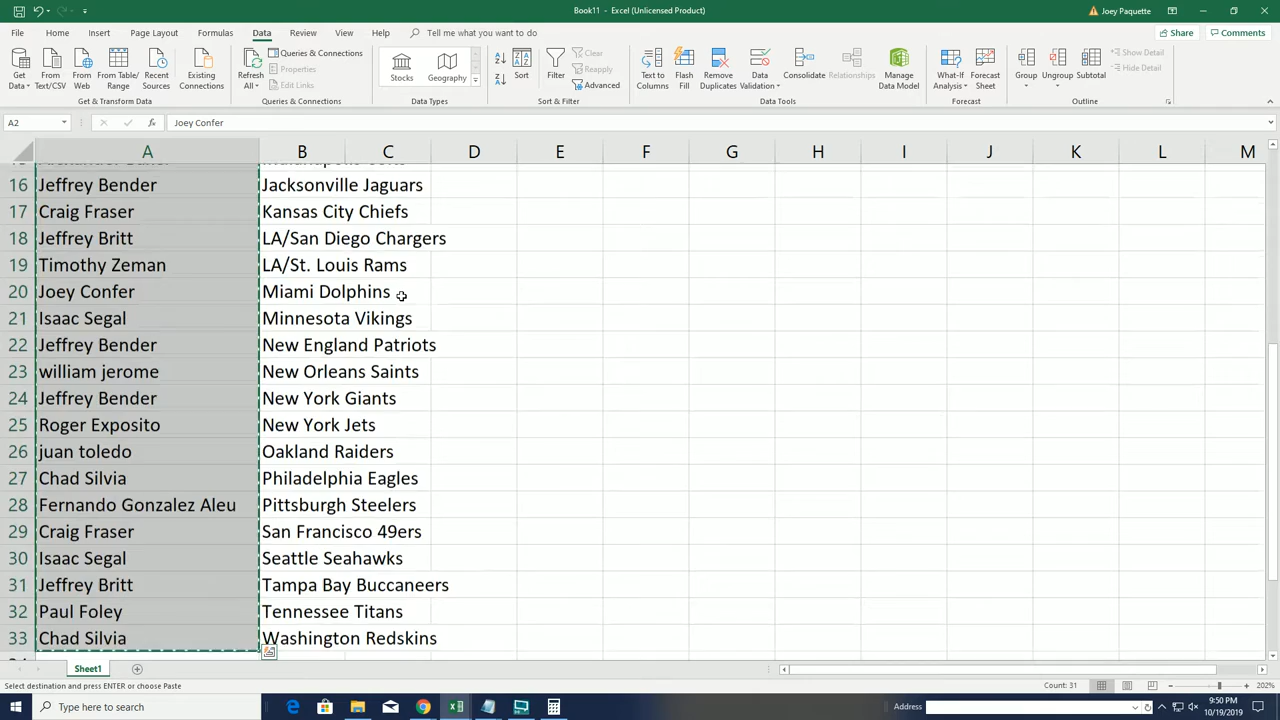 Book11 - Excel (Unlicensed Product)
Joey Paquette
File Home Insert Page Layout Formulas Data Review View Help Tell me what you want to do
Share Comments
Get Data From Text/CSV From Web From Table/Range Recent Sources Existing Connections
Get & Transform Data
Refresh All Queries & Connections Properties Edit Links
Queries & Connections
Stocks Geography
Data Types
Sort Filter Clear Reapply Advanced
Sort & Filter
Text to Columns Flash Fill Remove Duplicates Data Validation Consolidate Relationships Manage Data Model
Data Tools
What-If Analysis Forecast Sheet
Forecast
Group Ungroup Subtotal Show Detail Hide Detail
Outline
A2 fx Joey Confer
A B C D E F G H I J K L M
16 Jeffrey Bender Jacksonville Jaguars
17 Craig Fraser Kansas City Chiefs
18 Jeffrey Britt LA/San Diego Chargers
19 Timothy Zeman LA/St. Louis Rams
20 Joey Confer Miami Dolphins
21 Isaac Segal Minnesota Vikings
22 Jeffrey Bender New England Patriots
23 william jerome New Orleans Saints
24 Jeffrey Bender New York Giants
25 Roger Exposito New York Jets
26 juan toledo Oakland Raiders
27 Chad Silvia Philadelphia Eagles
28 Fernando Gonzalez Aleu Pittsburgh Steelers
29 Craig Fraser San Francisco 49ers
30 Isaac Segal Seattle Seahawks
31 Jeffrey Britt Tampa Bay Buccaneers
32 Paul Foley Tennessee Titans
33 Chad Silvia Washington Redskins
Sheet1
Select destination and press ENTER or choose Paste Count: 31 202%
Type here to search Address 9:50 PM
10/19/2019